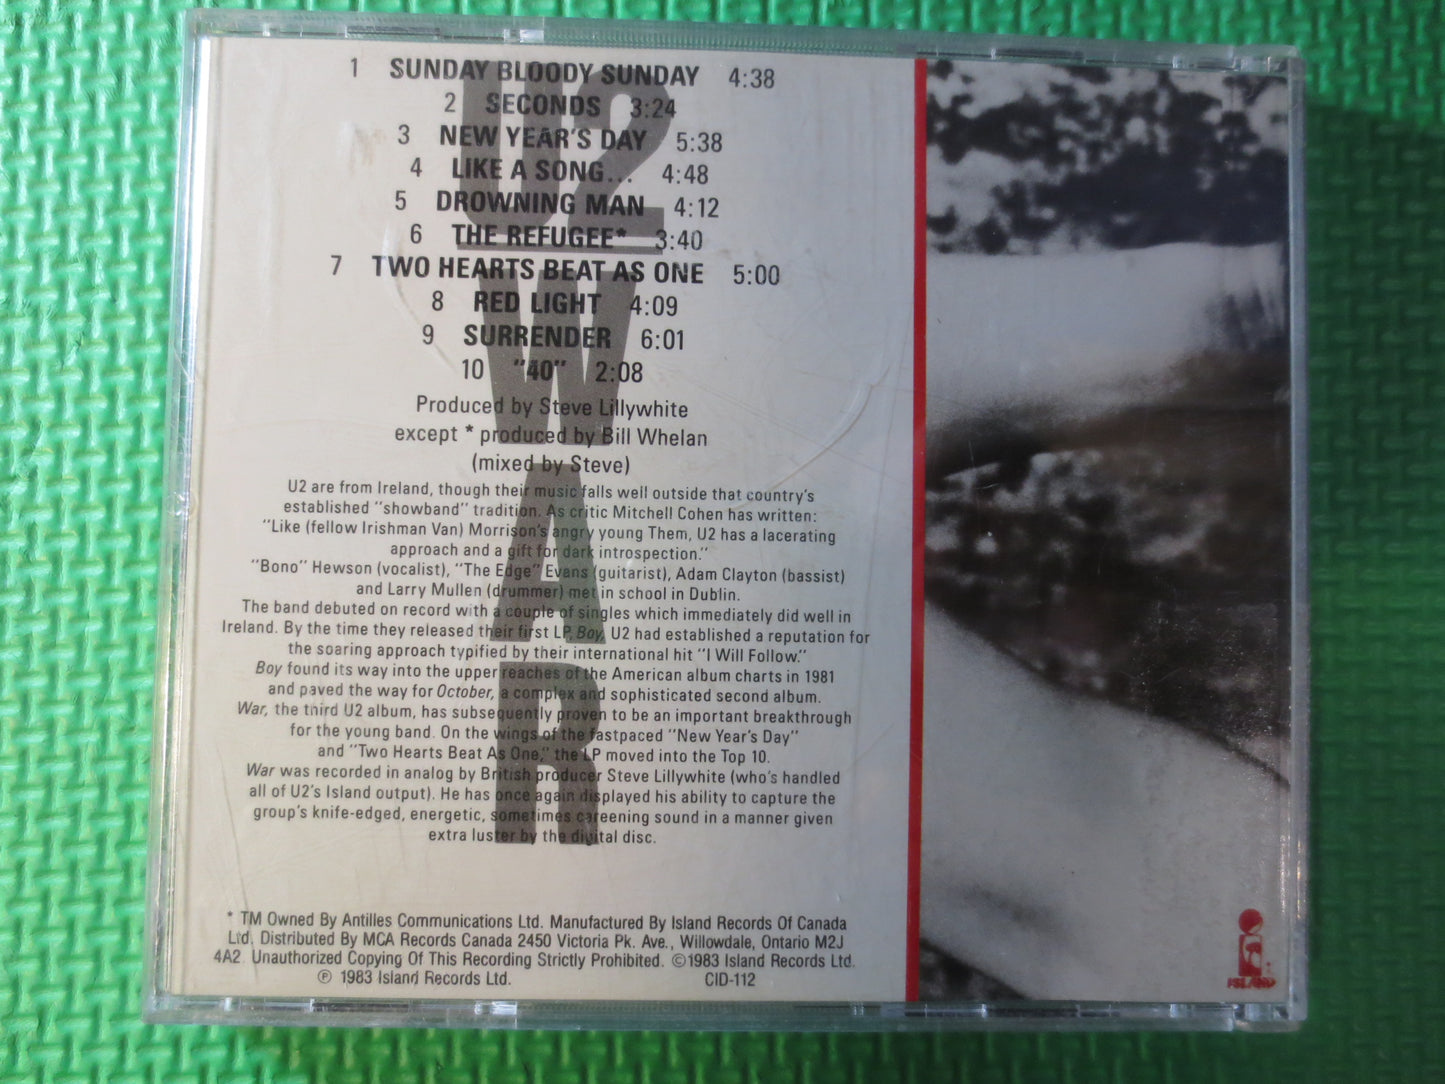 1 SUNDAY BLOODY SUNDAY 4:38
2 SECONDS 3:24
3 NEW YEAR'S DAY 5:38
4 LIKE A SONG... 4:48
5 DROWNING MAN 4:12
6 THE REFUGEE* 3:40
7 TWO HEARTS BEAT AS ONE 5:00
8 RED LIGHT 4:09
9 SURRENDER 6:01
10 "40" 2:08
U2
WAR
Produced by Steve Lillywhite
except * produced by Bill Whelan
(mixed by Steve)
U2 are from Ireland, though their music falls well outside that country's
established "showband" tradition. As critic Mitchell Cohen has written:
"Like (fellow Irishman Van) Morrison's angry young Them, U2 has a lacerating
approach and a gift for dark introspection."
"Bono" Hewson (vocalist), "The Edge" Evans (guitarist), Adam Clayton (bassist)
and Larry Mullen (drummer) met in school in Dublin.
The band debuted on record with a couple of singles which immediately did well in
Ireland. By the time they released their first LP, Boy, U2 had established a reputation for
the soaring approach typified by their international hit "I Will Follow."
Boy found its way into the upper reaches of the American album charts in 1981
and paved the way for October, a complex and sophisticated second album.
War, the third U2 album, has subsequently proven to be an important breakthrough
for the young band. On the wings of the fastpaced "New Year's Day"
and "Two Hearts Beat As One," the LP moved into the Top 10.
War was recorded in analog by British producer Steve Lillywhite (who's handled
all of U2's Island output). He has once again displayed his ability to capture the
group's knife-edged, energetic, sometimes careening sound in a manner given
extra luster by the digital disc.
* TM Owned By Antilles Communications Ltd. Manufactured By Island Records Of Canada
Ltd. Distributed By MCA Records Canada 2450 Victoria Pk. Ave., Willowdale, Ontario M2J
4A2. Unauthorized Copying Of This Recording Strictly Prohibited. ©1983 Island Records Ltd.
℗ 1983 Island Records Ltd. CID-112
ISLAND